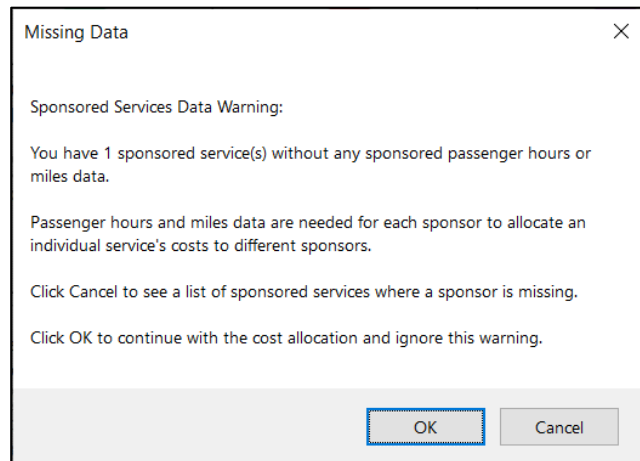 Missing Data
Sponsored Services Data Warning:
You have 1 sponsored service(s) without any sponsored passenger hours or
miles data.
Passenger hours and miles data are needed for each sponsor to allocate an
individual service's costs to different sponsors.
Click Cancel to see a list of sponsored services where a sponsor is missing.
Click OK to continue with the cost allocation and ignore this warning.
OK
Cancel